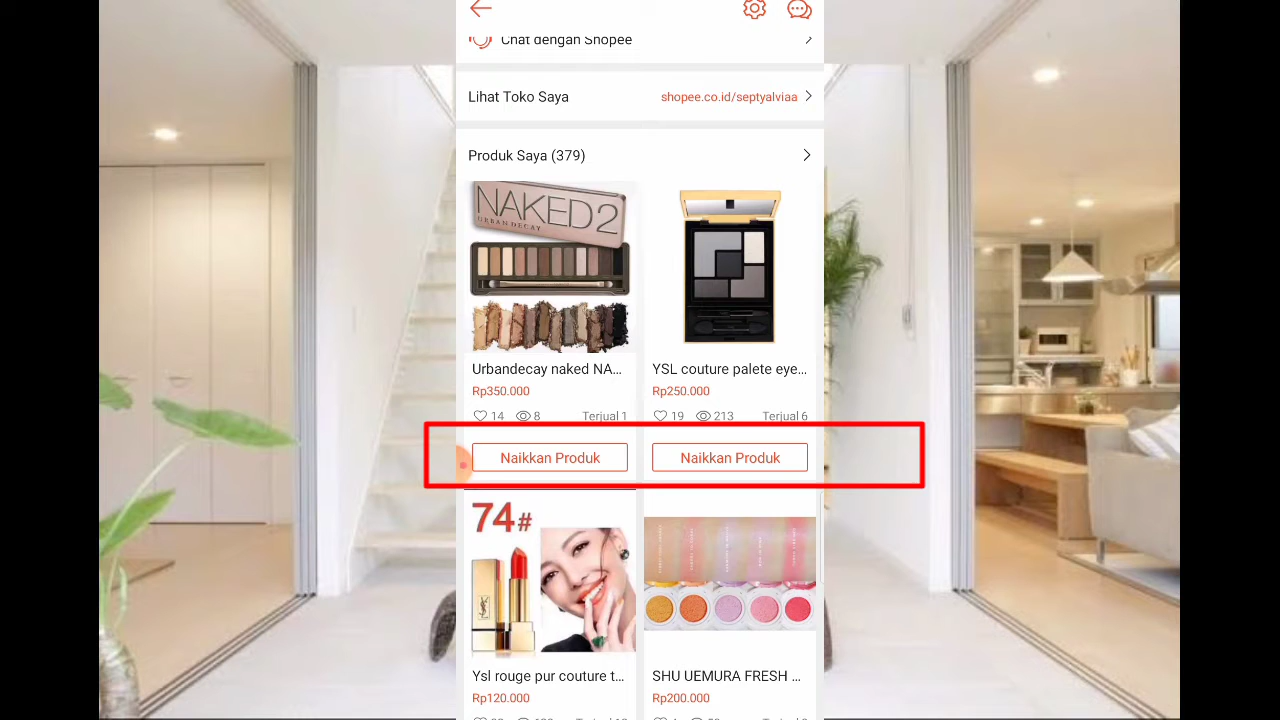 Chat dengan Shopee
Lihat Toko Saya shopee.co.id/septyalviaa
Produk Saya (379)
NAKED2
URBAN DECAY
Urbandecay naked NA... YSL couture palete eye...
Rp350.000 Rp250.000
14 8 Terjual 1 19 213 Terjual 6
Naikkan Produk Naikkan Produk
74#
Ysl rouge pur couture t... SHU UEMURA FRESH ...
Rp120.000 Rp200.000